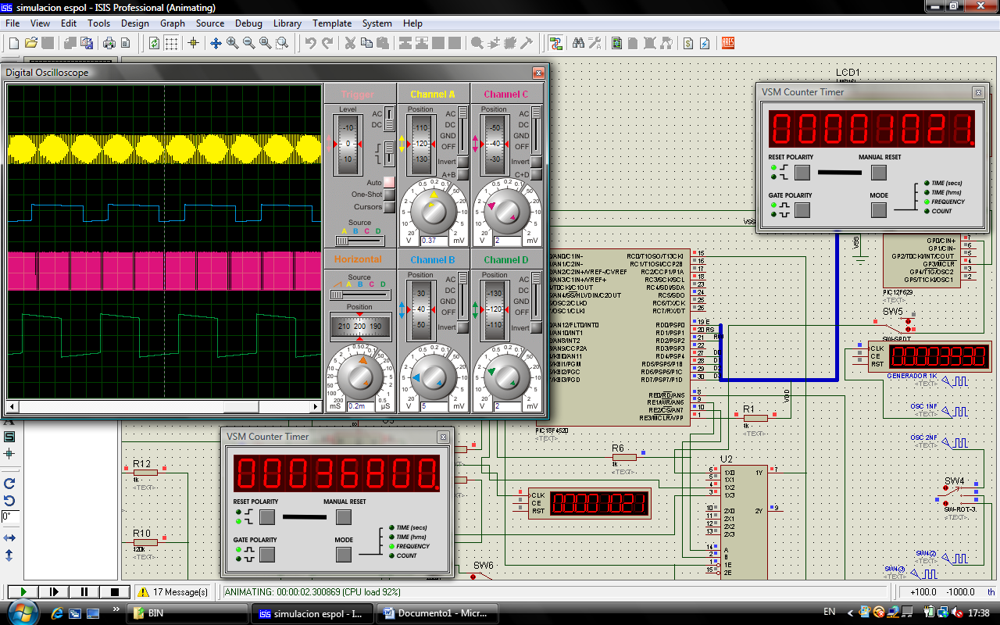 simulacion espol - ISIS Professional (Animating)
File View Edit Tools Design Graph Source Debug Library Template System Help
Digital Oscilloscope
Trigger
Level
-10
0
10
AC
DC
Auto
One-Shot
Cursors
Source
A B C D
Channel A
Position
110
120
130
AC
DC
GND
OFF
Invert
A+B
V
0.37
mV
Channel C
Position
-50
-40
-30
AC
DC
GND
OFF
Invert
C+D
V
2
mV
Horizontal
Source
A B C D
Position
210 200 190
mS
0.2m
µS
Channel B
Position
30
40
50
AC
DC
GND
OFF
Invert
V
5
mV
Channel D
Position
-130
-120
-110
AC
DC
GND
OFF
Invert
V
2
mV
LCD1
VSM Counter Timer
00001021.
RESET POLARITY
MANUAL RESET
GATE POLARITY
MODE
TIME (secs)
TIME (hms)
FREQUENCY
COUNT
VSM Counter Timer
00036800.
RESET POLARITY
MANUAL RESET
GATE POLARITY
MODE
TIME (secs)
TIME (hms)
FREQUENCY
COUNT
RC0/T1OSO/T13CKI
RC1/T1OSI/CCP2B
RC2/CCP1/P1A
RC3/SCK/SCL
RC4/SDI/SDA
RC5/SDO
RC6/TX/CK
RC7/RX/DT
RD0/PSP0
RD1/PSP1
RD2/PSP2
RD3/PSP3
RD4/PSP4
RD5/PSP5/P1B
RD6/PSP6/P1C
RD7/PSP7/P1D
RE0/RD/AN5
RE1/WR/AN6
RE2/CS/AN7
RE3/MCLR/VPP
PIC18F4520
<TEXT>
GP0/CIN+
GP1/CIN-
GP2/T0CKI/INT/COUT
GP3/MCLR
GP4/T1G/OSC2
GP5/T1CKI/OSC1
PIC12F629
<TEXT>
SW5
SW-SPDT
CLK
CE
RST
00003930
GENERADOR 1K
<TEXT>
OSC 1NF
<TEXT>
OSC 2NF
<TEXT>
SW4
SW-ROT-3.
<TEXT>
SW4(2)
<TEXT>
SW4(3)
<TEXT>
VDD
R1
1k
<TEXT>
R6
1k
<TEXT>
U2
1X0
1X1
1X2
1X3
2X0
2X1
2X2
2X3
A
B
1E
2E
1Y
2Y
CLK
CE
RST
00001021
R12
1k
<TEXT>
R10
120k
<TEXT>
SW6
0°
17 Message(s)
ANIMATING: 00:00:02.300869 (CPU load 92%)
+100.0 -1000.0 th
BIN
simulacion espol - I...
Documento1 - Micr...
EN
17:38